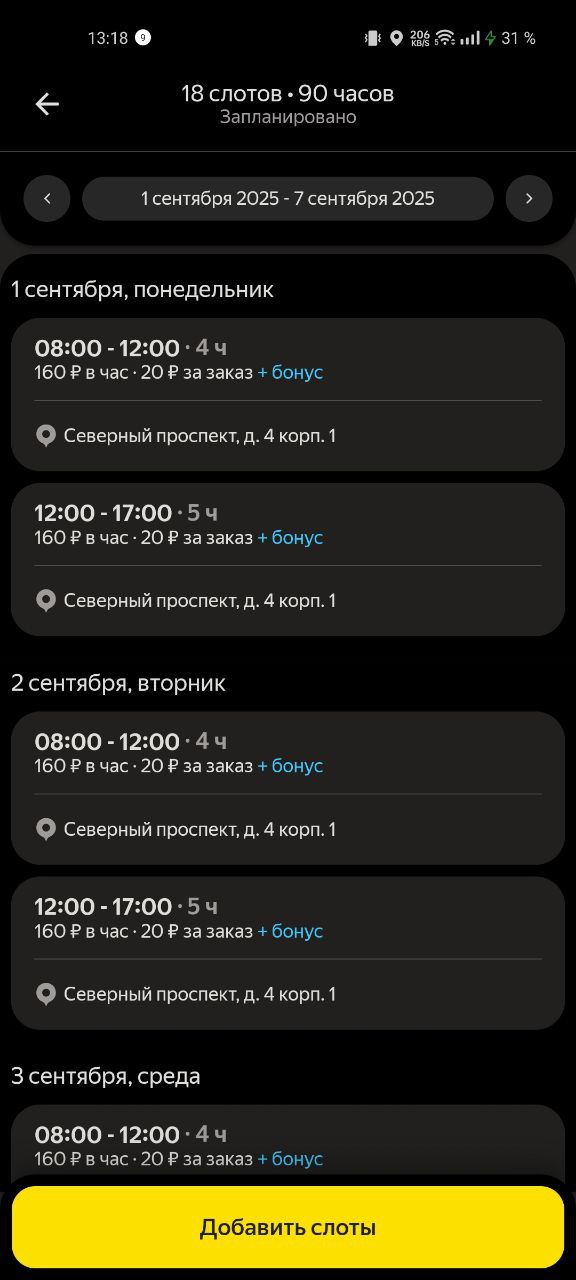 13:18 9 206 KB/S 5 31 %
18 слотов • 90 часов
Запланировано
1 сентября 2025 - 7 сентября 2025
1 сентября, понедельник
08:00 - 12:00 · 4 ч
160 ₽ в час · 20 ₽ за заказ + бонус
Северный проспект, д. 4 корп. 1
12:00 - 17:00 · 5 ч
160 ₽ в час · 20 ₽ за заказ + бонус
Северный проспект, д. 4 корп. 1
2 сентября, вторник
08:00 - 12:00 · 4 ч
160 ₽ в час · 20 ₽ за заказ + бонус
Северный проспект, д. 4 корп. 1
12:00 - 17:00 · 5 ч
160 ₽ в час · 20 ₽ за заказ + бонус
Северный проспект, д. 4 корп. 1
3 сентября, среда
08:00 - 12:00 · 4 ч
160 ₽ в час · 20 ₽ за заказ + бонус
Добавить слоты